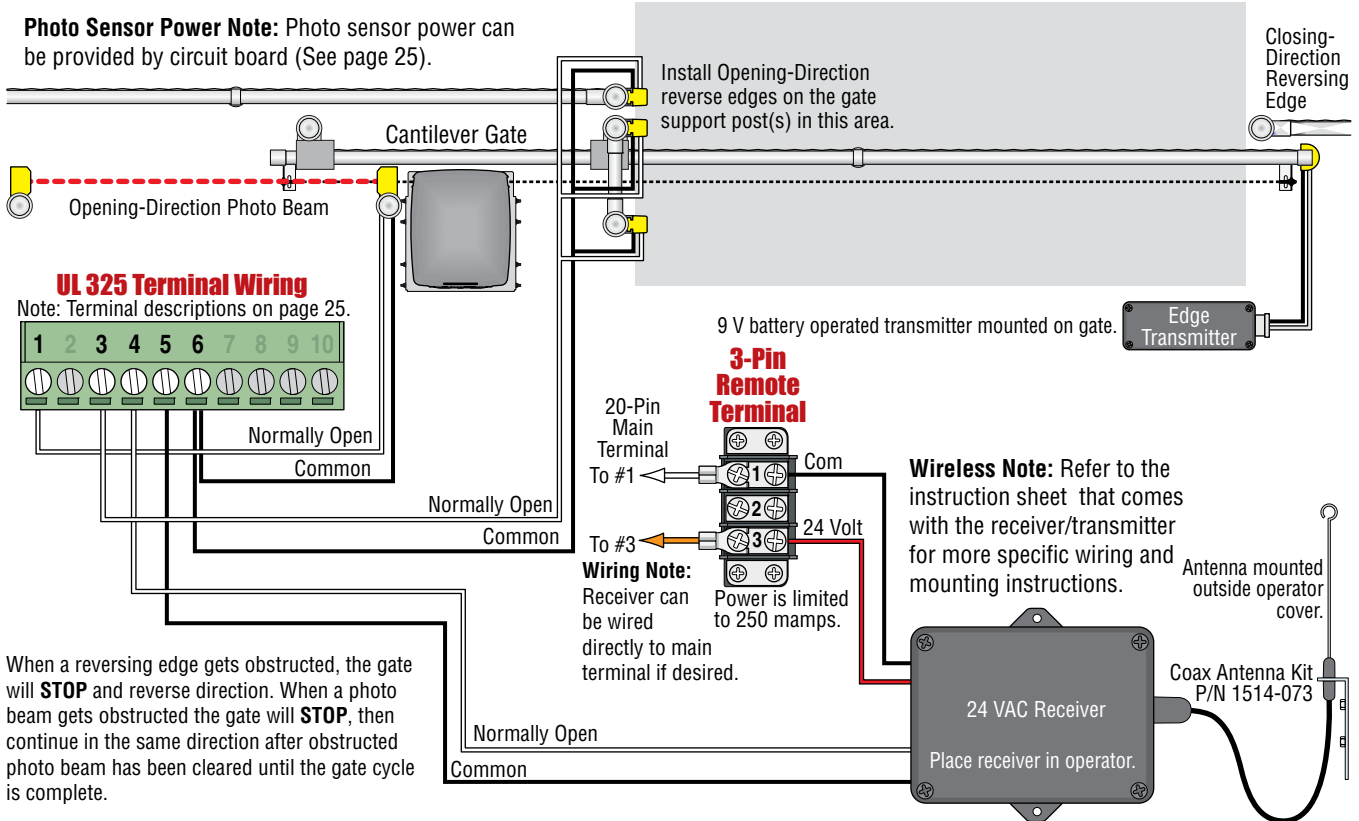 Photo Sensor Power Note: Photo sensor power can
be provided by circuit board (See page 25).
Install Opening-Direction
reverse edges on the gate
support post(s) in this area.
Closing-
Direction
Reversing
Edge
Cantilever Gate
Opening-Direction Photo Beam
UL 325 Terminal Wiring
Note: Terminal descriptions on page 25.
1 2 3 4 5 6 7 8 9 10
Normally Open
Common
Normally Open
Common
9 V battery operated transmitter mounted on gate.
Edge
Transmitter
3-Pin
Remote
Terminal
20-Pin
Main
Terminal
To #1
1
Com
2
To #3
3
24 Volt
Wiring Note:
Receiver can
be wired
directly to main
terminal if desired.
Power is limited
to 250 mamps.
Wireless Note: Refer to the
instruction sheet that comes
with the receiver/transmitter
for more specific wiring and
mounting instructions.
Antenna mounted
outside operator
cover.
Coax Antenna Kit
P/N 1514-073
24 VAC Receiver
Place receiver in operator.
Normally Open
Common
When a reversing edge gets obstructed, the gate
will STOP and reverse direction. When a photo
beam gets obstructed the gate will STOP, then
continue in the same direction after obstructed
photo beam has been cleared until the gate cycle
is complete.